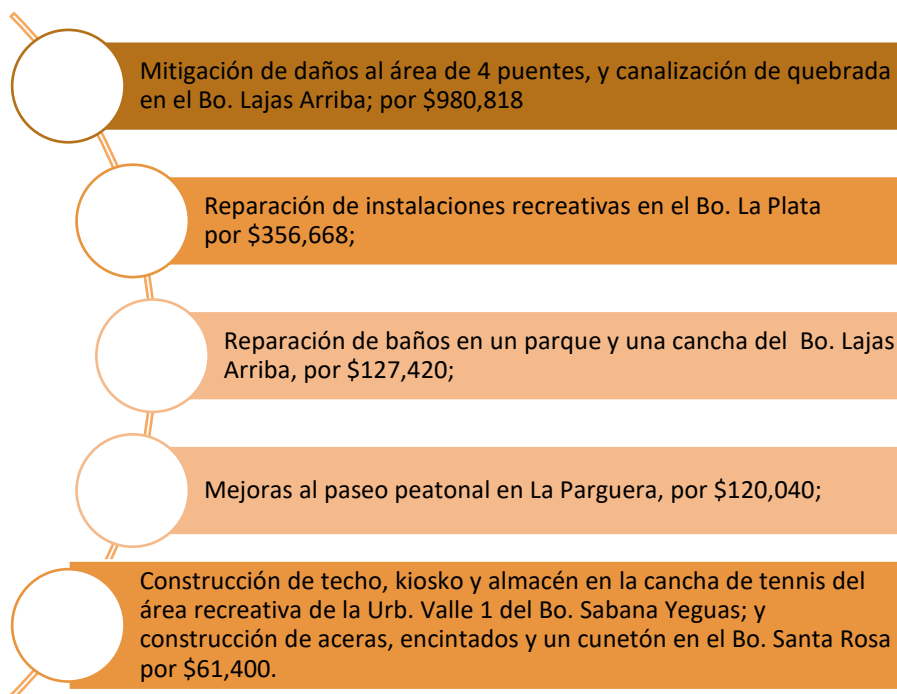 Mitigación de daños al área de 4 puentes, y canalización de quebrada
en el Bo. Lajas Arriba; por $980,818
Reparación de instalaciones recreativas en el Bo. La Plata
por $356,668;
Reparación de baños en un parque y una cancha del Bo. Lajas
Arriba, por $127,420;
Mejoras al paseo peatonal en La Parguera, por $120,040;
Construcción de techo, kiosko y almacén en la cancha de tennis del
área recreativa de la Urb. Valle 1 del Bo. Sabana Yeguas; y
construcción de aceras, encintados y un cunetón en el Bo. Santa Rosa
por $61,400.